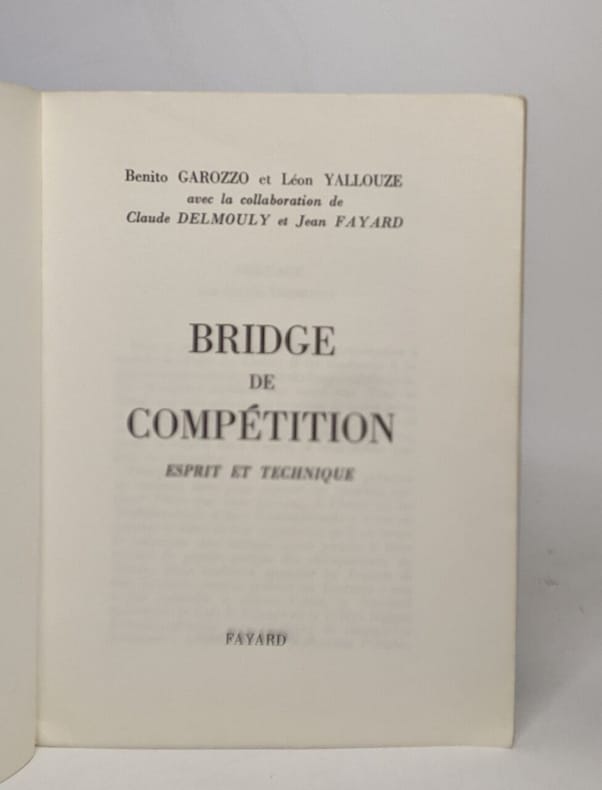 Benito GAROZZO et Léon YALLOUZE
avec la collaboration de
Claude DELMOULY et Jean FAYARD
BRIDGE
DE
COMPÉTITION
ESPRIT ET TECHNIQUE
FAYARD